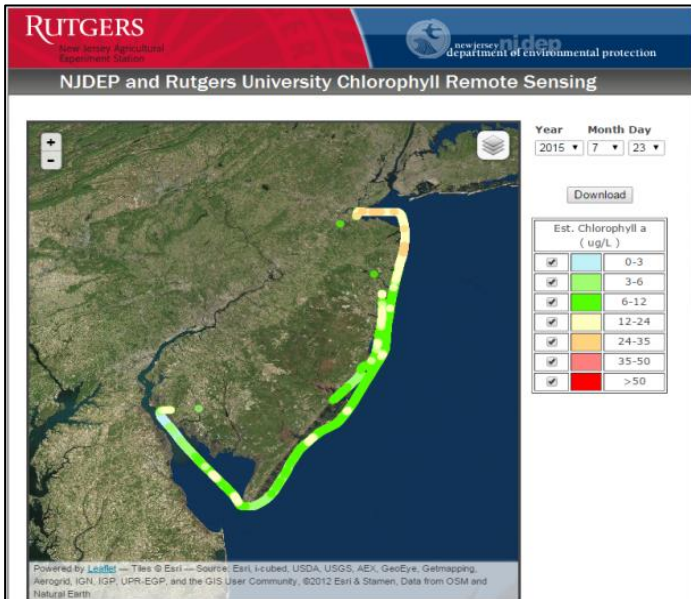 RUTGERS
New Jersey Agricultural
Experiment Station
newjersey nj dep
department of environmental protection
NJDEP and Rutgers University Chlorophyll Remote Sensing
+
-
Year Month Day
2015 7 23
Download
Est. Chlorophyll a
( ug/L )
0-3
3-6
6-12
12-24
24-35
35-50
>50
Powered by Leaflet — Tiles © Esri — Source: Esri, i-cubed, USDA, USGS, AEX, GeoEye, Getmapping,
Aerogrid, IGN, IGP, UPR-EGP, and the GIS User Community, ©2012 Esri & Stamen, Data from OSM and
Natural Earth